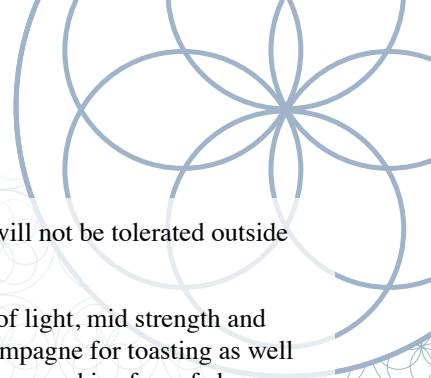 will not be tolerated outside
of light, mid strength and
mpagne for toasting as well